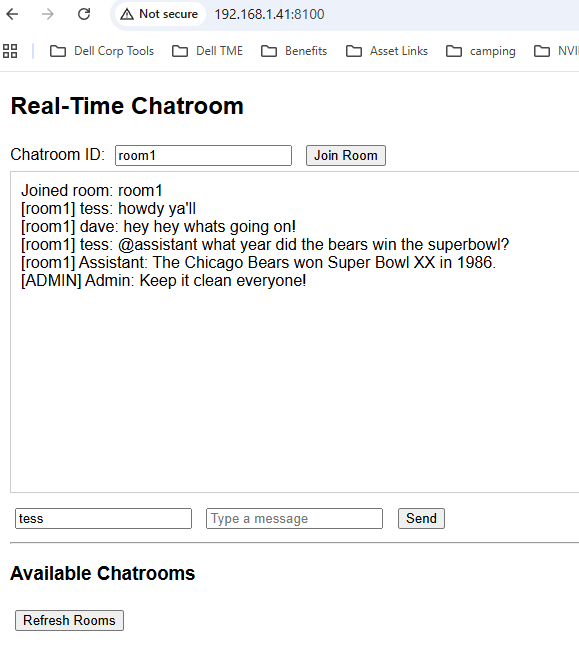 Not secure 192.168.1.41:8100
Dell Corp Tools Dell TME Benefits Asset Links camping NVI
Real-Time Chatroom
Chatroom ID: room1 Join Room
Joined room: room1
[room1] tess: howdy ya'll
[room1] dave: hey hey whats going on!
[room1] tess: @assistant what year did the bears win the superbowl?
[room1] Assistant: The Chicago Bears won Super Bowl XX in 1986.
[ADMIN] Admin: Keep it clean everyone!
tess Type a message Send
Available Chatrooms
Refresh Rooms